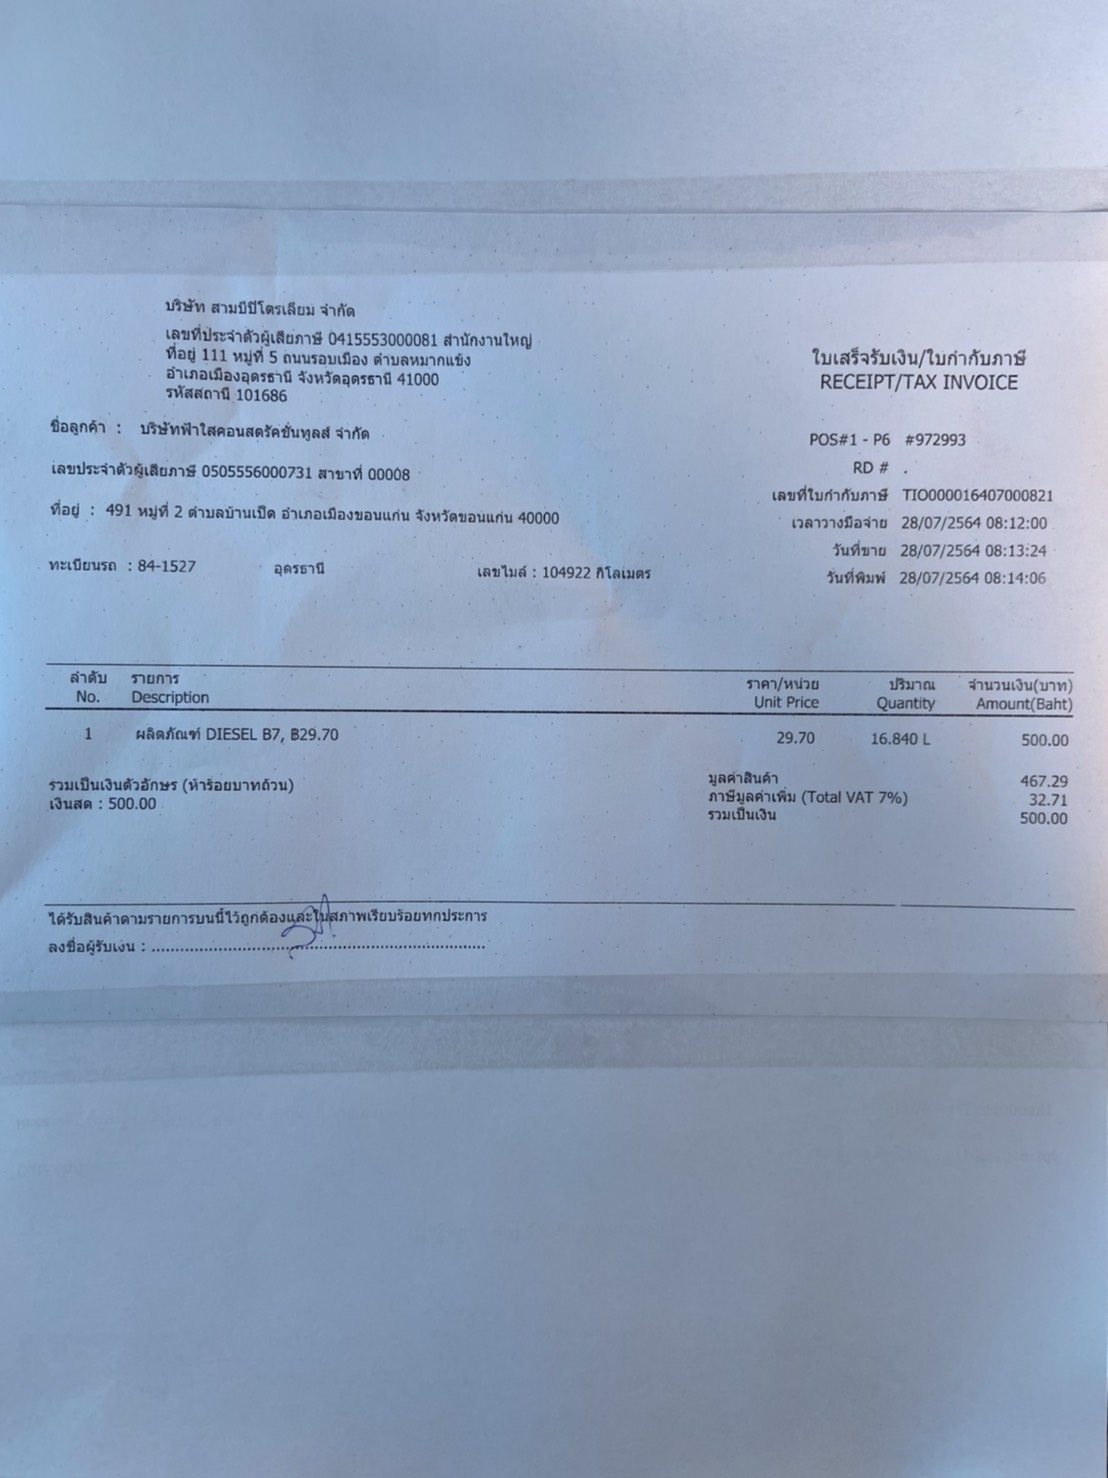 บริษัท สามบีปิโตรเลียม จำกัด
เลขที่ประจำตัวผู้เสียภาษี 0415553000081 สำนักงานใหญ่
ที่อยู่ 111 หมู่ที่ 5 ถนนรอบเมือง ตำบลหมากแข้ง
อำเภอเมืองอุดรธานี จังหวัดอุดรธานี 41000
รหัสสถานี 101686
ใบเสร็จรับเงิน/ใบกำกับภาษี
RECEIPT/TAX INVOICE
ชื่อลูกค้า : บริษัทฟ้าใสคอนสตรัคชั่นทูลส์ จำกัด
เลขประจำตัวผู้เสียภาษี 0505556000731 สาขาที่ 00008
ที่อยู่ : 491 หมู่ที่ 2 ตำบลบ้านเป็ด อำเภอเมืองขอนแก่น จังหวัดขอนแก่น 40000
ทะเบียนรถ : 84-1527 อุดรธานี เลขไมล์ : 104922 กิโลเมตร
POS#1 - P6 #972993
RD # .
เลขที่ใบกำกับภาษี TIO000016407000821
เวลาวางมือจ่าย 28/07/2564 08:12:00
วันที่ขาย 28/07/2564 08:13:24
วันที่พิมพ์ 28/07/2564 08:14:06
ลำดับ รายการ ราคา/หน่วย ปริมาณ จำนวนเงิน(บาท)
No. Description Unit Price Quantity Amount(Baht)
1 ผลิตภัณฑ์ DIESEL B7, ฿29.70 29.70 16.840 L 500.00
รวมเป็นเงินตัวอักษร (ห้าร้อยบาทถ้วน)
เงินสด : 500.00
มูลค่าสินค้า 467.29
ภาษีมูลค่าเพิ่ม (Total VAT 7%) 32.71
รวมเป็นเงิน 500.00
ได้รับสินค้าตามรายการบนนี้ไว้ถูกต้องและในสภาพเรียบร้อยทุกประการ
ลงชื่อผู้รับเงิน : ........................................................